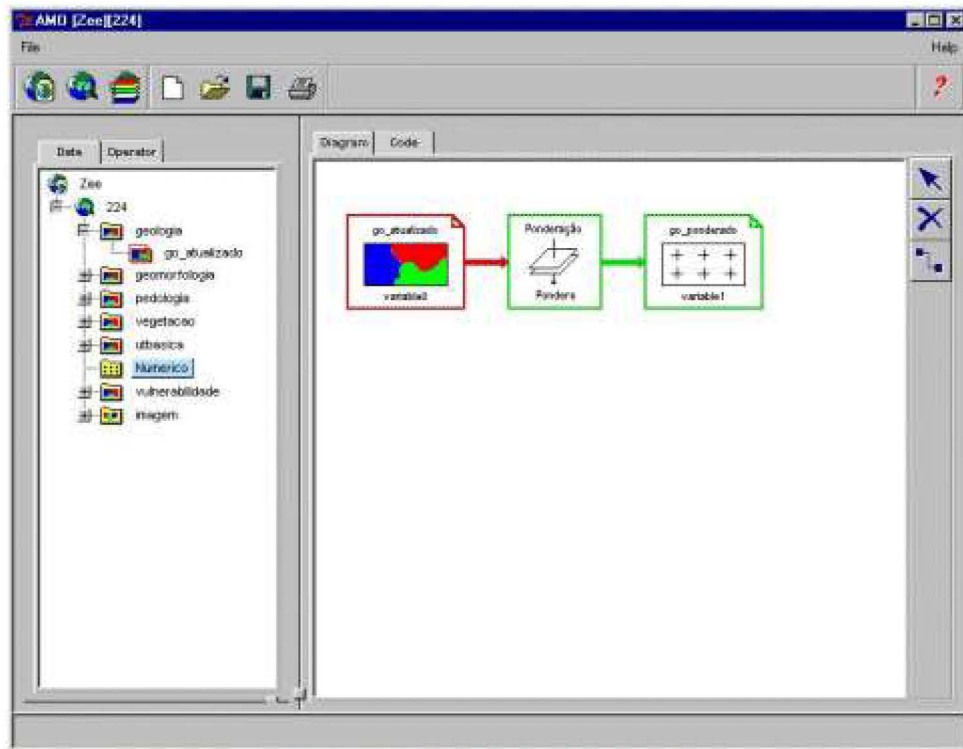 AMO [Zee][224]
File Help
?
Data Operator
Zee
224
geologia
go_atualizado
geomorfologia
pedologia
vegetacao
utbasica
Numerico
vulnerabilidade
imagem
Diagram Code
go_atualizado
variable0
Ponderação
Pondera
go_ponderado
variable1